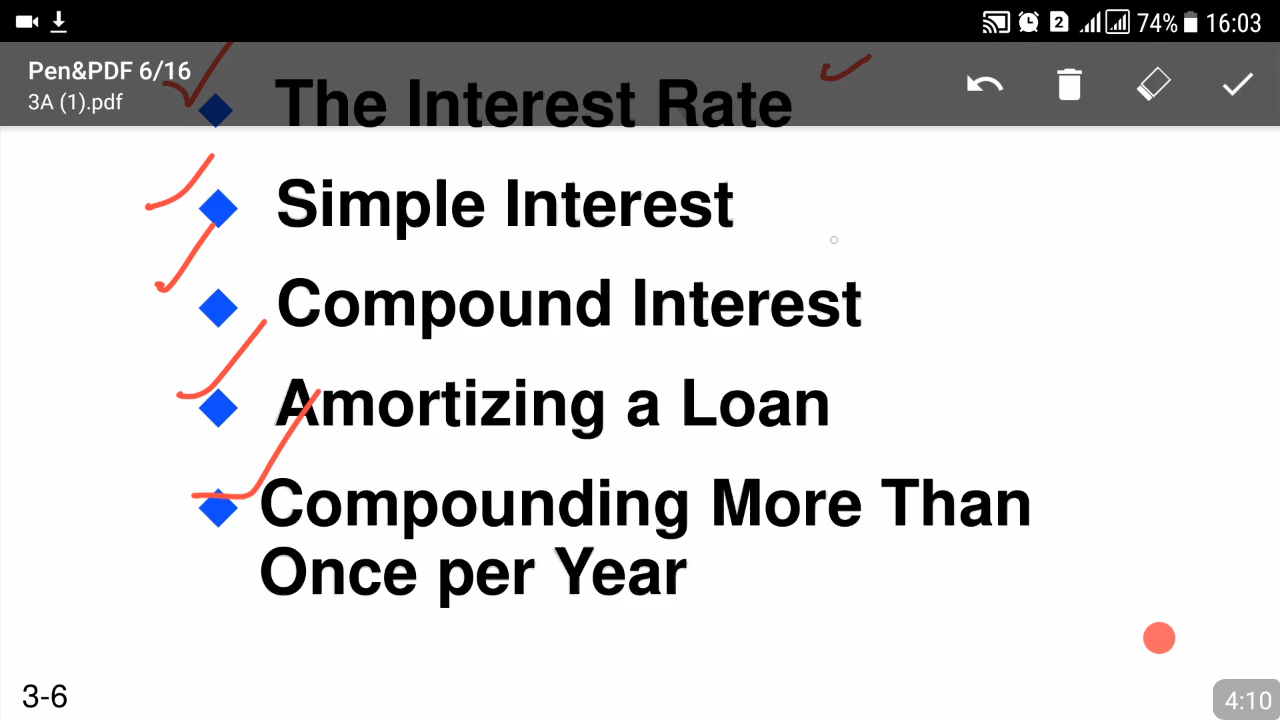 2 74% 16:03
Pen&PDF 6/16
3A (1).pdf
The Interest Rate
Simple Interest
Compound Interest
Amortizing a Loan
Compounding More Than
Once per Year
3-6
4:10